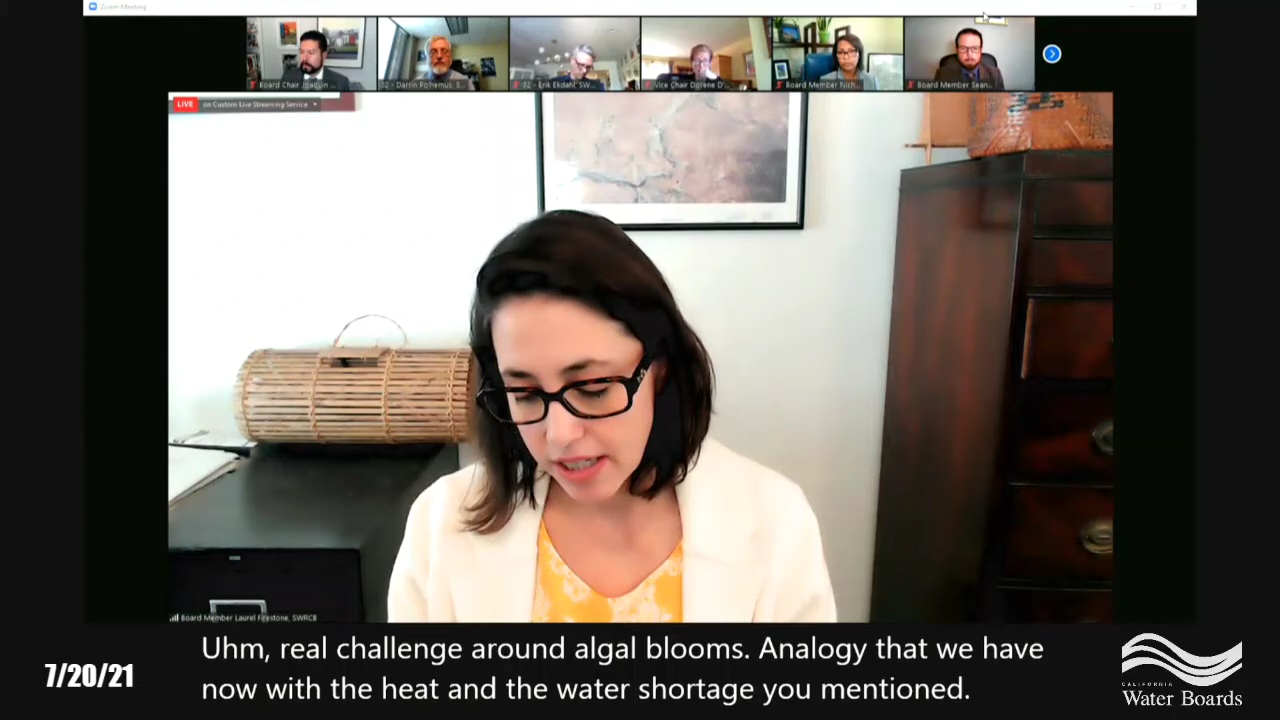 Zoom Meeting
Board Chair Joaquin ...
02 - Darrin Polhemus, S...
02 - Erik Ekdahl, SW...
Vice Chair Dorene D'...
Board Member Nich...
Board Member Sean...
LIVE on Custom Live Streaming Service
Board Member Laurel Firestone, SWRCB
Uhm, real challenge around algal blooms. Analogy that we have
now with the heat and the water shortage you mentioned.
7/20/21
CALIFORNIA
Water Boards